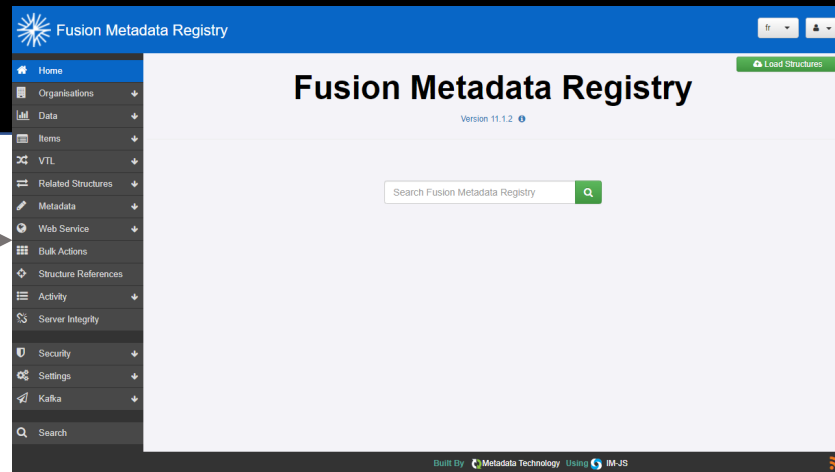 Fusion Metadata Registry
fr
Home
Organisations
Data
Items
VTL
Related Structures
Metadata
Web Service
Bulk Actions
Structure References
Activity
Server Integrity
Security
Settings
Kafka
Search
Load Structures
Fusion Metadata Registry
Version 11.1.2
Search Fusion Metadata Registry
Built By Metadata Technology Using IM-JS